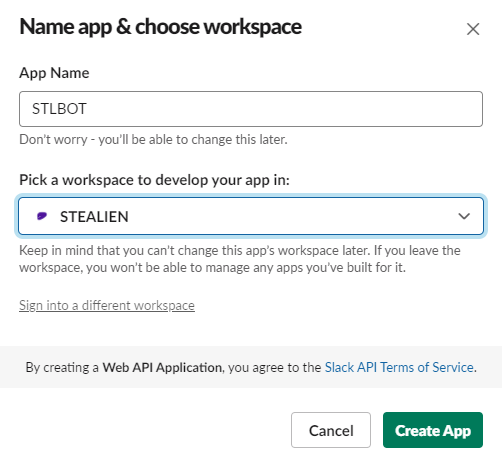 Name app & choose workspace
App Name
STLBOT
Don't worry - you'll be able to change this later.
Pick a workspace to develop your app in:
STEALIEN
Keep in mind that you can't change this app's workspace later. If you leave the
workspace, you won't be able to manage any apps you've built for it.
Sign into a different workspace
By creating a Web API Application, you agree to the Slack API Terms of Service.
Cancel
Create App